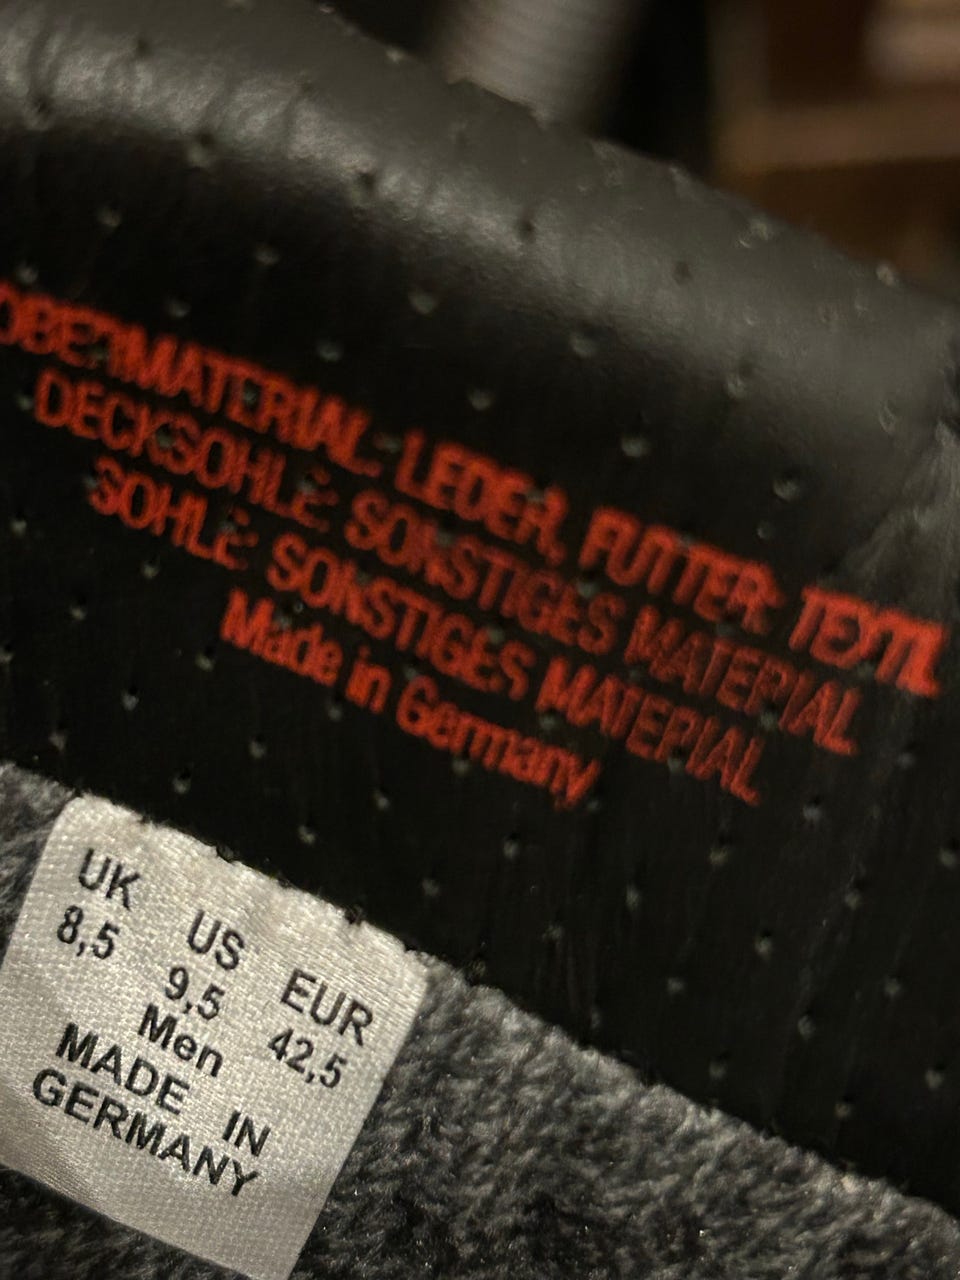 OBERMATERIAL: LEDER, FUTTER: TEXTIL
DECKSOHLE: SONSTIGES MATERIAL
SOHLE: SONSTIGES MATERIAL
Made in Germany
UK US EUR
8,5 9,5 42,5
Men
MADE IN
GERMANY